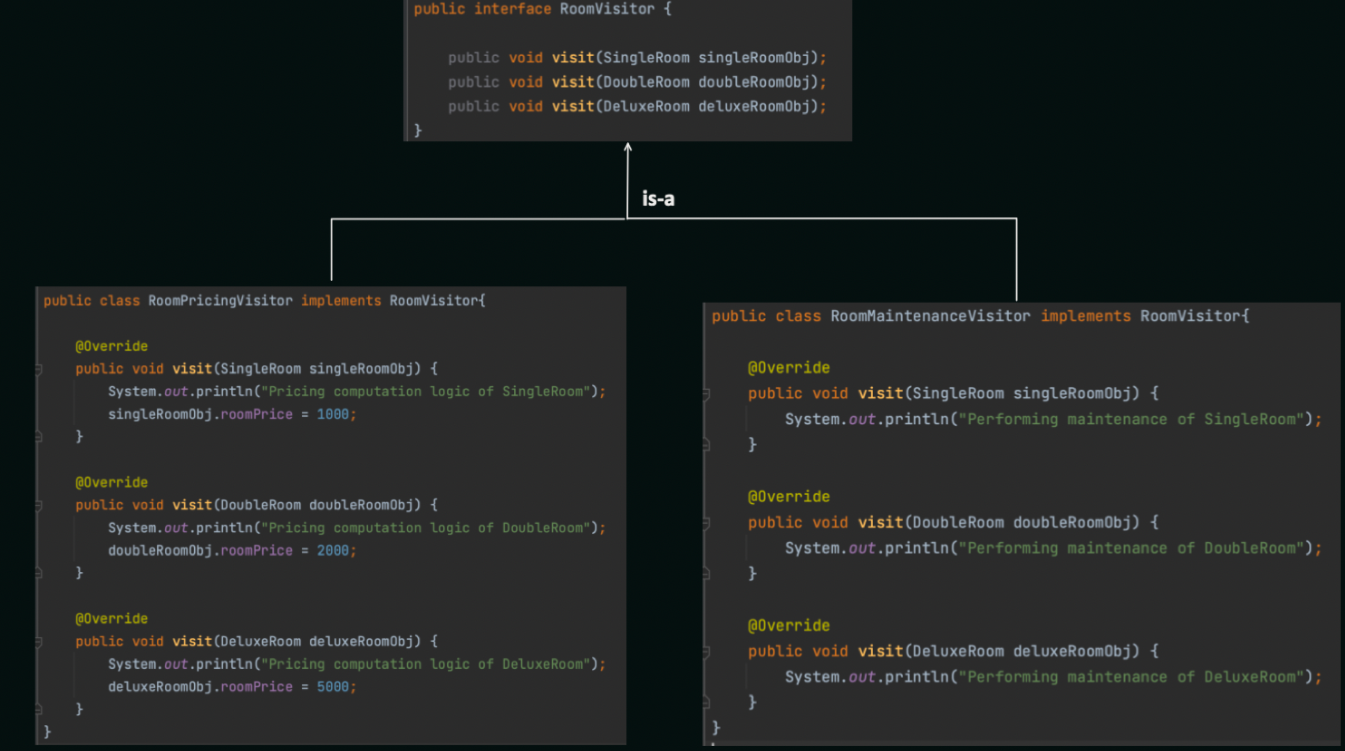 public interface RoomVisitor {
public void visit(SingleRoom singleRoomObj);
public void visit(DoubleRoom doubleRoomObj);
public void visit(DeluxeRoom deluxeRoomObj);
}
is-a
public class RoomPricingVisitor implements RoomVisitor{
@Override
public void visit(SingleRoom singleRoomObj) {
System.out.println("Pricing computation logic of SingleRoom");
singleRoomObj.roomPrice = 1000;
}
@Override
public void visit(DoubleRoom doubleRoomObj) {
System.out.println("Pricing computation logic of DoubleRoom");
doubleRoomObj.roomPrice = 2000;
}
@Override
public void visit(DeluxeRoom deluxeRoomObj) {
System.out.println("Pricing computation logic of DeluxeRoom");
deluxeRoomObj.roomPrice = 5000;
}
}
public class RoomMaintenanceVisitor implements RoomVisitor{
@Override
public void visit(SingleRoom singleRoomObj) {
System.out.println("Performing maintenance of SingleRoom");
}
@Override
public void visit(DoubleRoom doubleRoomObj) {
System.out.println("Performing maintenance of DoubleRoom");
}
@Override
public void visit(DeluxeRoom deluxeRoomObj) {
System.out.println("Performing maintenance of DeluxeRoom");
}
}